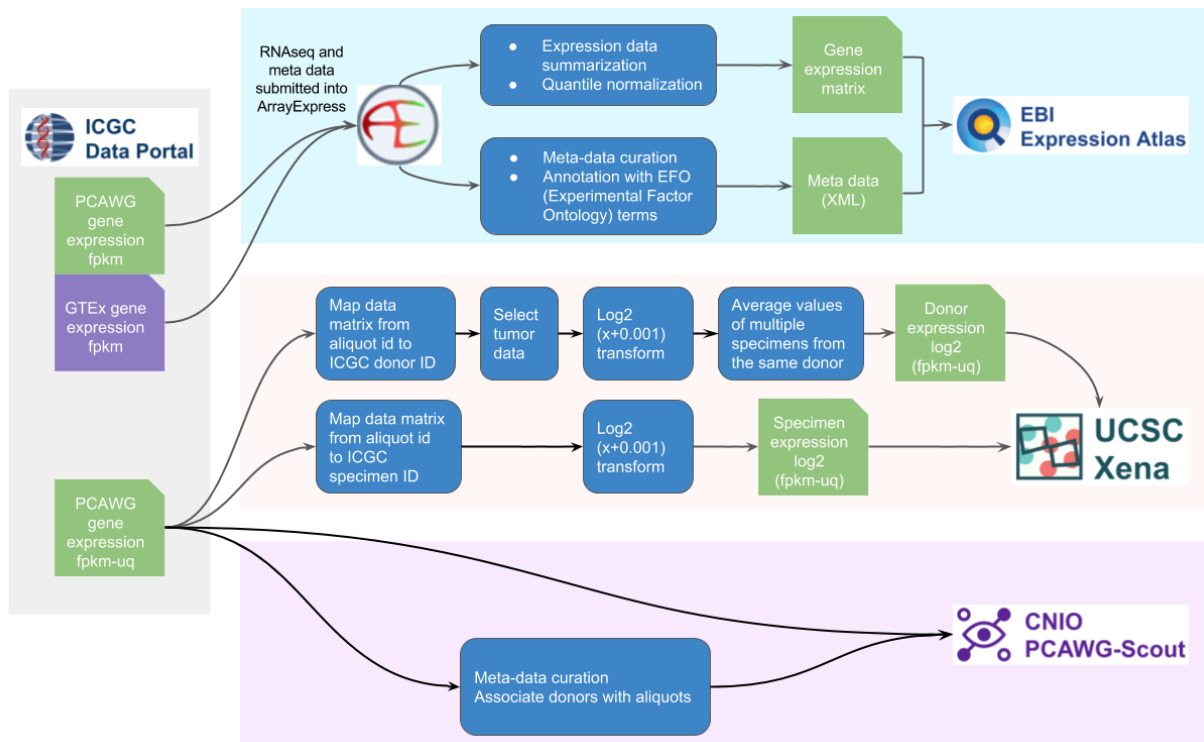 ICGC
Data Portal
PCAWG
gene
expression
fpkm
GTEx gene
expression
fpkm
PCAWG
gene
expression
fpkm-uq
RNAseq and
meta data
submitted into
ArrayExpress
AE
● Expression data
summarization
● Quantile normalization
Gene
expression
matrix
● Meta-data curation
● Annotation with EFO
(Experimental Factor
Ontology) terms
Meta data
(XML)
EBI
Expression Atlas
Map data
matrix from
aliquot id to
ICGC donor ID
Select
tumor
data
Log2
(x+0.001)
transform
Average values
of multiple
specimens from
the same donor
Donor
expression
log2
(fpkm-uq)
Map data matrix
from aliquot id
to ICGC
specimen ID
Log2
(x+0.001)
transform
Specimen
expression
log2
(fpkm-uq)
UCSC
Xena
Meta-data curation
Associate donors with aliquots
CNIO
PCAWG-Scout